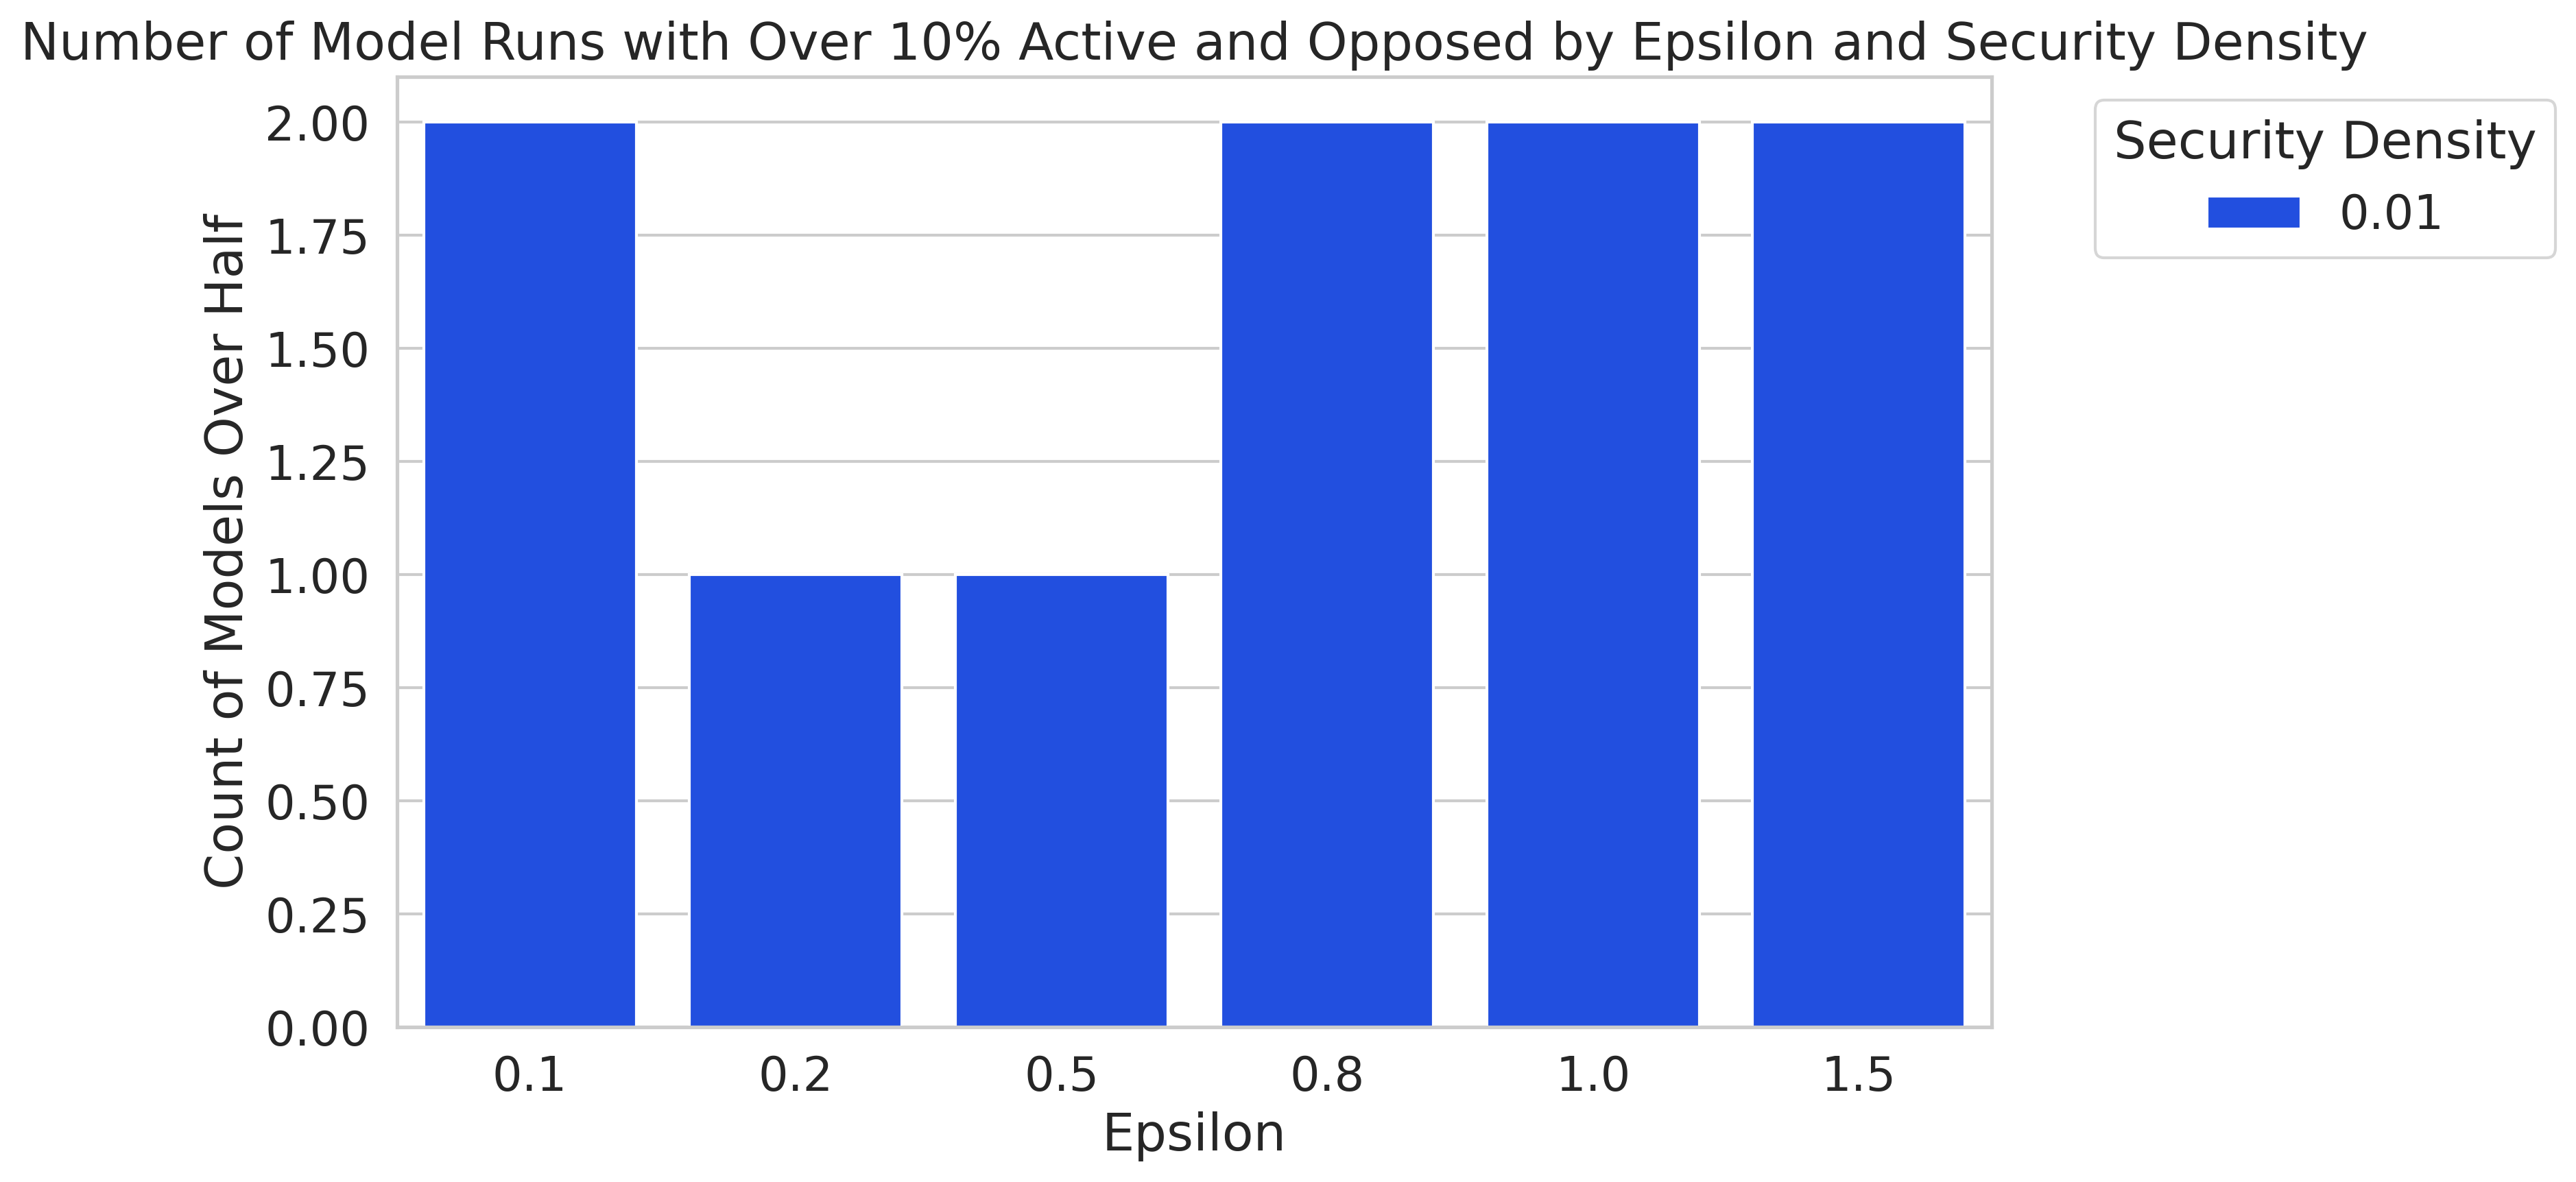 Number of Model Runs with Over 10% Active and Opposed by Epsilon and Security Density
Count of Models Over Half
2.00
1.75
1.50
1.25
1.00
0.75
0.50
0.25
0.00
0.1 0.2 0.5 0.8 1.0 1.5
Epsilon
Security Density
0.01